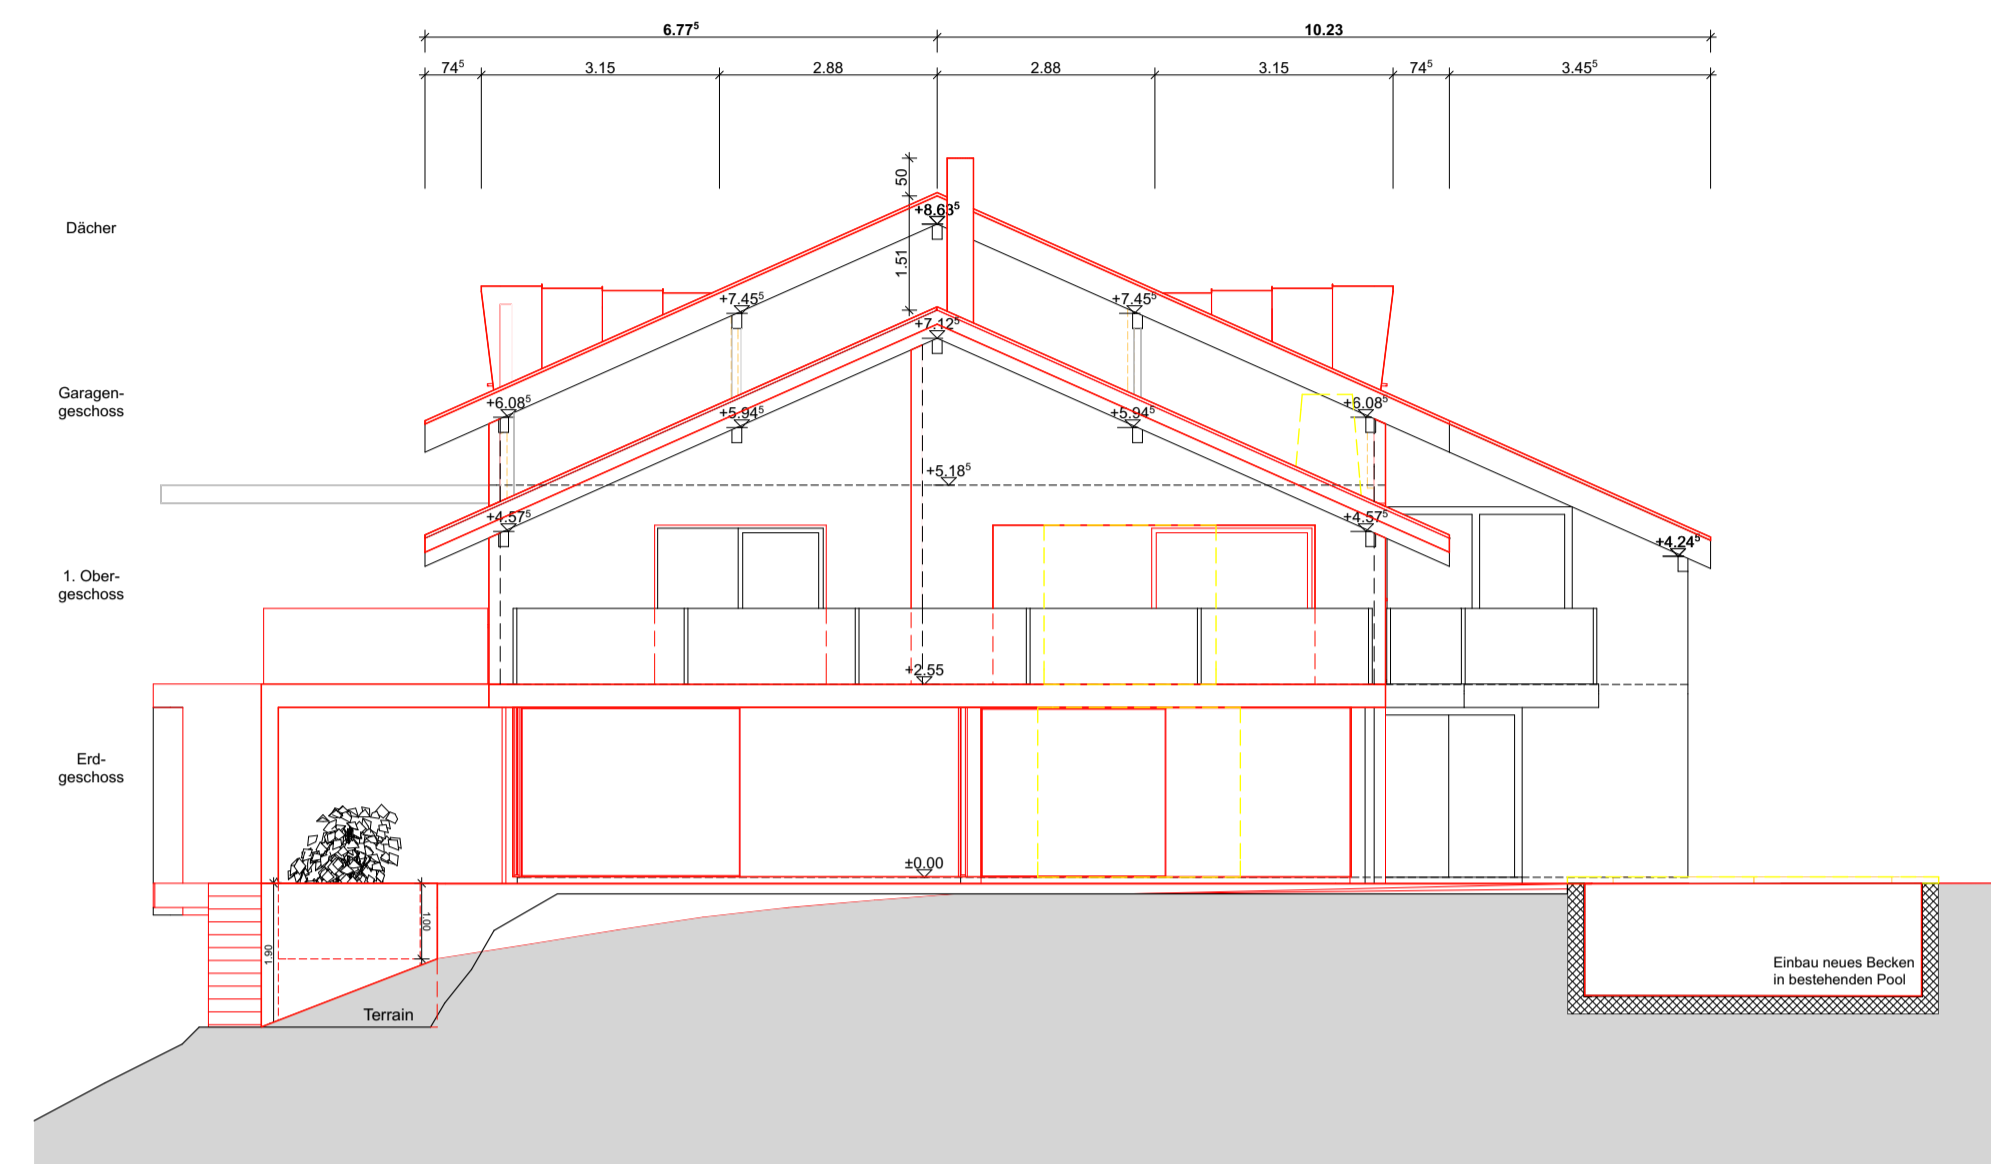 6.77⁵ 10.23
74⁵ 3.15 2.88 2.88 3.15 74⁵ 3.45⁵
50
Dächer
+8.63⁵
1.51
+7.45⁵ +7.45⁵
+7.12⁵
Garagen-
geschoss
+6.08⁵ +6.08⁵
+5.94⁵ +5.94⁵
+5.18⁵
+4.57⁵ +4.57⁵
+4.24⁵
1. Ober-
geschoss
+2.55
Erd-
geschoss
±0.00
1.00
1.90
Einbau neues Becken
in bestehenden Pool
Terrain